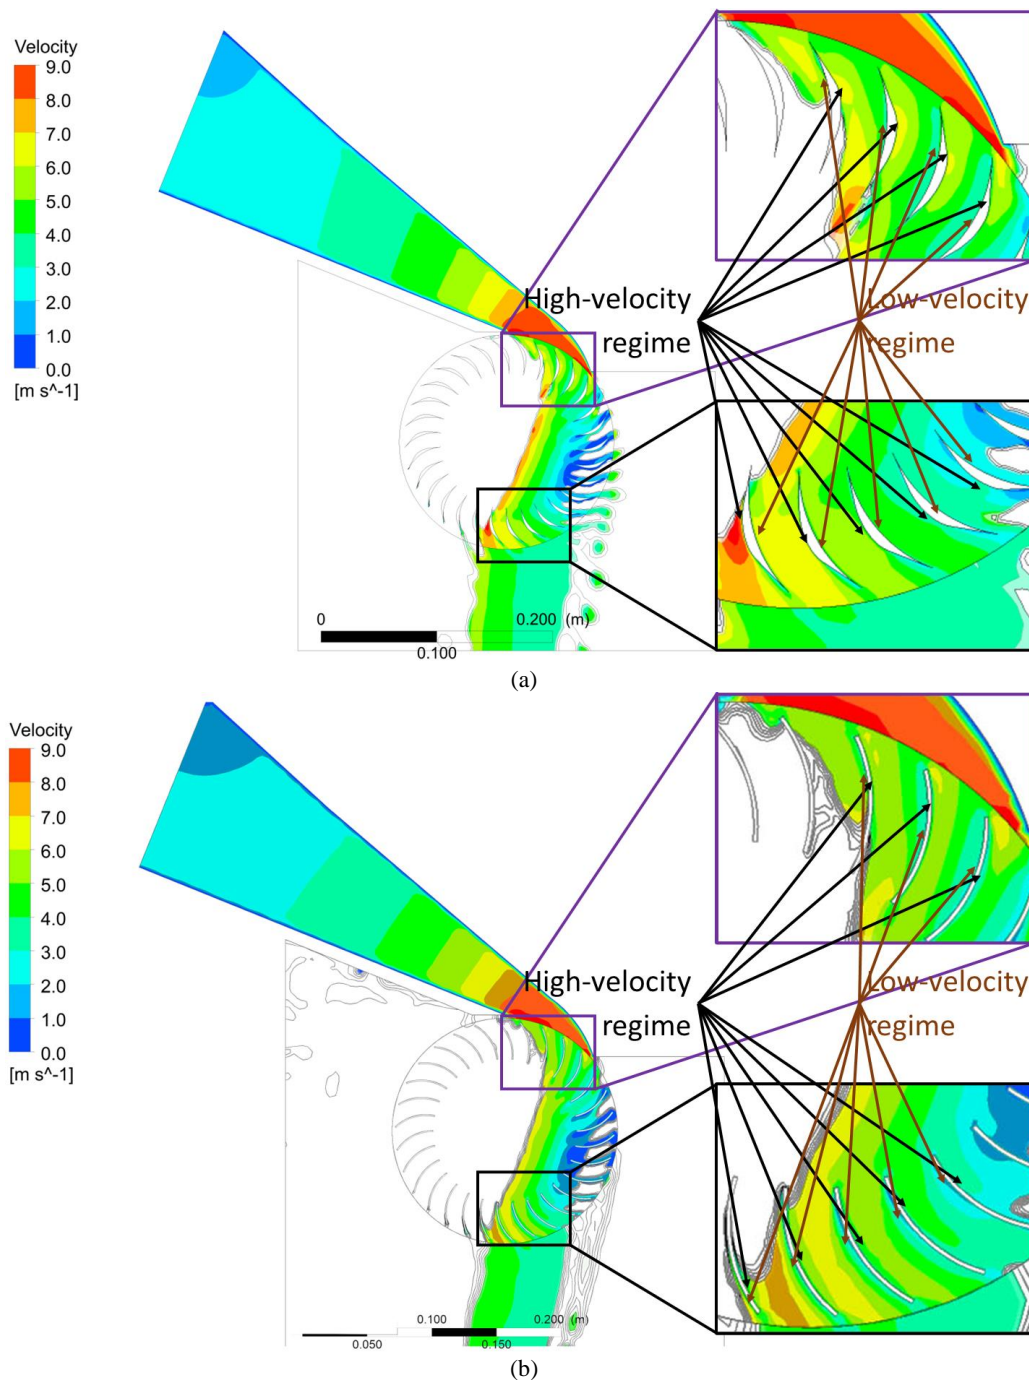 Velocity
9.0
8.0
7.0
6.0
5.0
4.0
3.0
2.0
1.0
0.0
[m s^-1]
High-velocity
regime
Low-velocity
regime
0
0.200 (m)
0.100
(a)
Velocity
9.0
8.0
7.0
6.0
5.0
4.0
3.0
2.0
1.0
0.0
[m s^-1]
High-velocity
regime
Low-velocity
regime
0.100
0.200 (m)
0.050
0.150
(b)